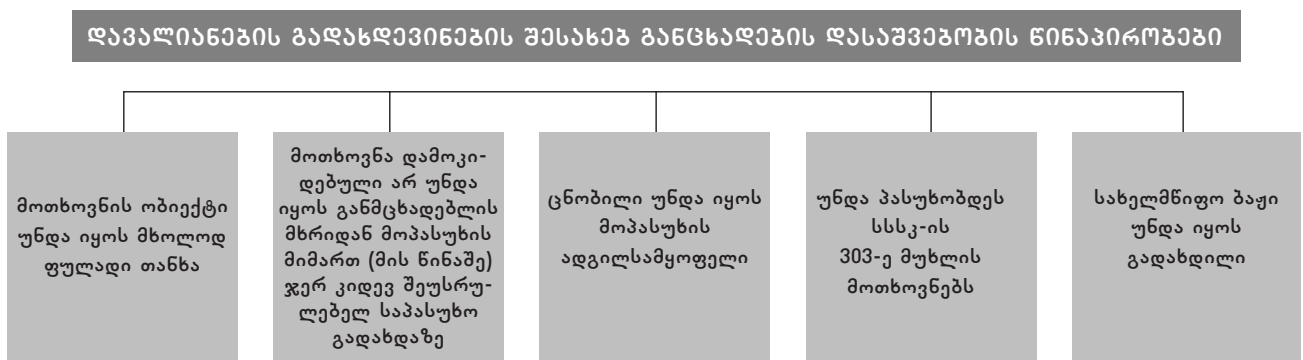 დავალიანების გადახდევინების შესახებ განცხადების დასაშვებობის წინაპირობები
მოთხოვნის ობიექტი
უნდა იყოს მხოლოდ
ფულადი თანხა
მოთხოვნა დამოკი-
დებული არ უნდა
იყოს განმცხადებლის
მხრიდან მოპასუხის
მიმართ (მის წინაშე)
ჯერ კიდევ შეუსრუ-
ლებელ საპასუხო
გადახდაზე
ცნობილი უნდა იყოს
მოპასუხის
ადგილსამყოფელი
უნდა პასუხობდეს
სსსკ-ის
303-ე მუხლის
მოთხოვნებს
სახელმწიფო ბაჟი
უნდა იყოს
გადახდილი